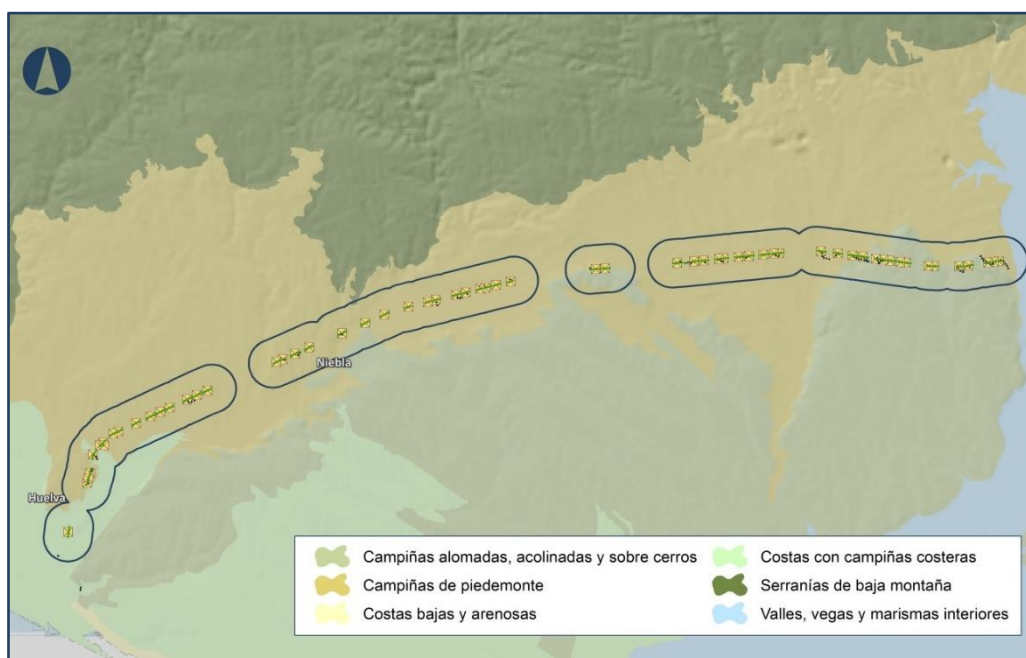 Niebla
Huelva
Campiñas alomadas, acolinadas y sobre cerros
Campiñas de piedemonte
Costas bajas y arenosas
Costas con campiñas costeras
Serranías de baja montaña
Valles, vegas y marismas interiores